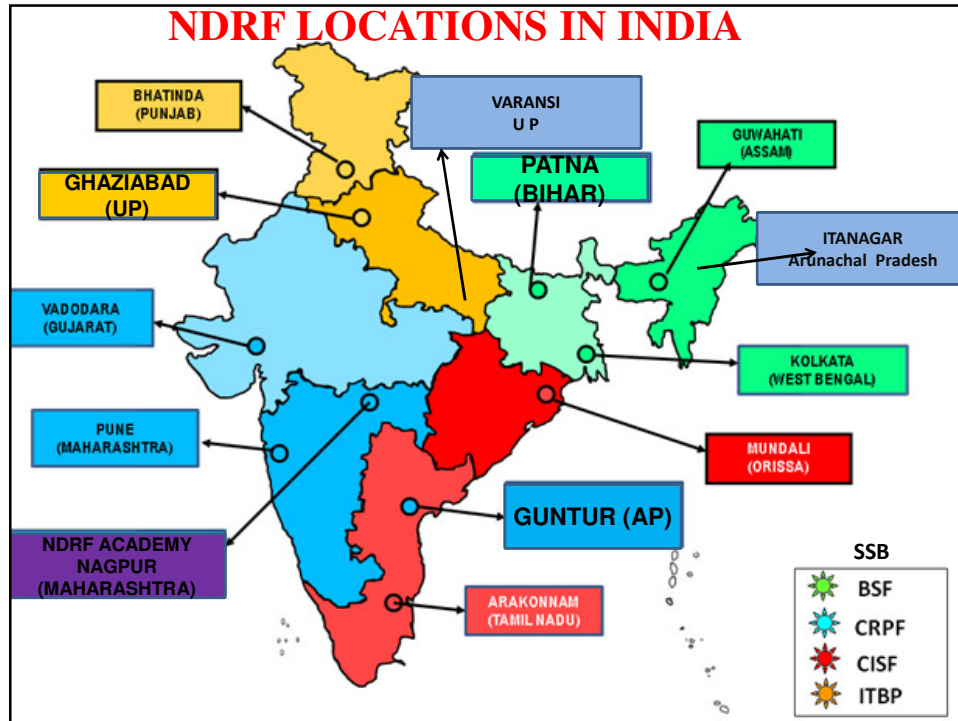 NDRF LOCATIONS IN INDIA
BHATINDA
(PUNJAB)
VARANSI
U P
GUWAHATI
(ASSAM)
PATNA
(BIHAR)
GHAZIABAD
(UP)
ITANAGAR
Arunachal Pradesh
VADODARA
(GUJARAT)
KOLKATA
(WEST BENGAL)
PUNE
(MAHARASHTRA)
MUNDALI
(ORISSA)
GUNTUR (AP)
NDRF ACADEMY
NAGPUR
(MAHARASHTRA)
ARAKONNAM
(TAMIL NADU)
SSB
BSF
CRPF
CISF
ITBP